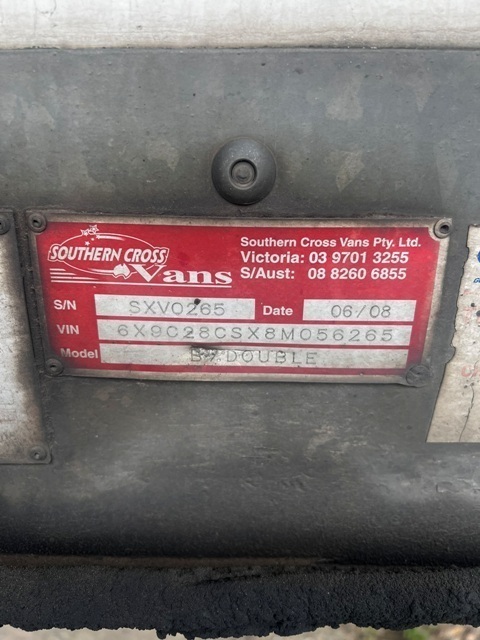 SOUTHERN CROSS
Vans
Southern Cross Vans Pty. Ltd.
Victoria: 03 9701 3255
S/Aust: 08 8260 6855
S/N SXV0265 Date 06/08
VIN 6X9C28CSX8M056265
Model B/DOUBLE